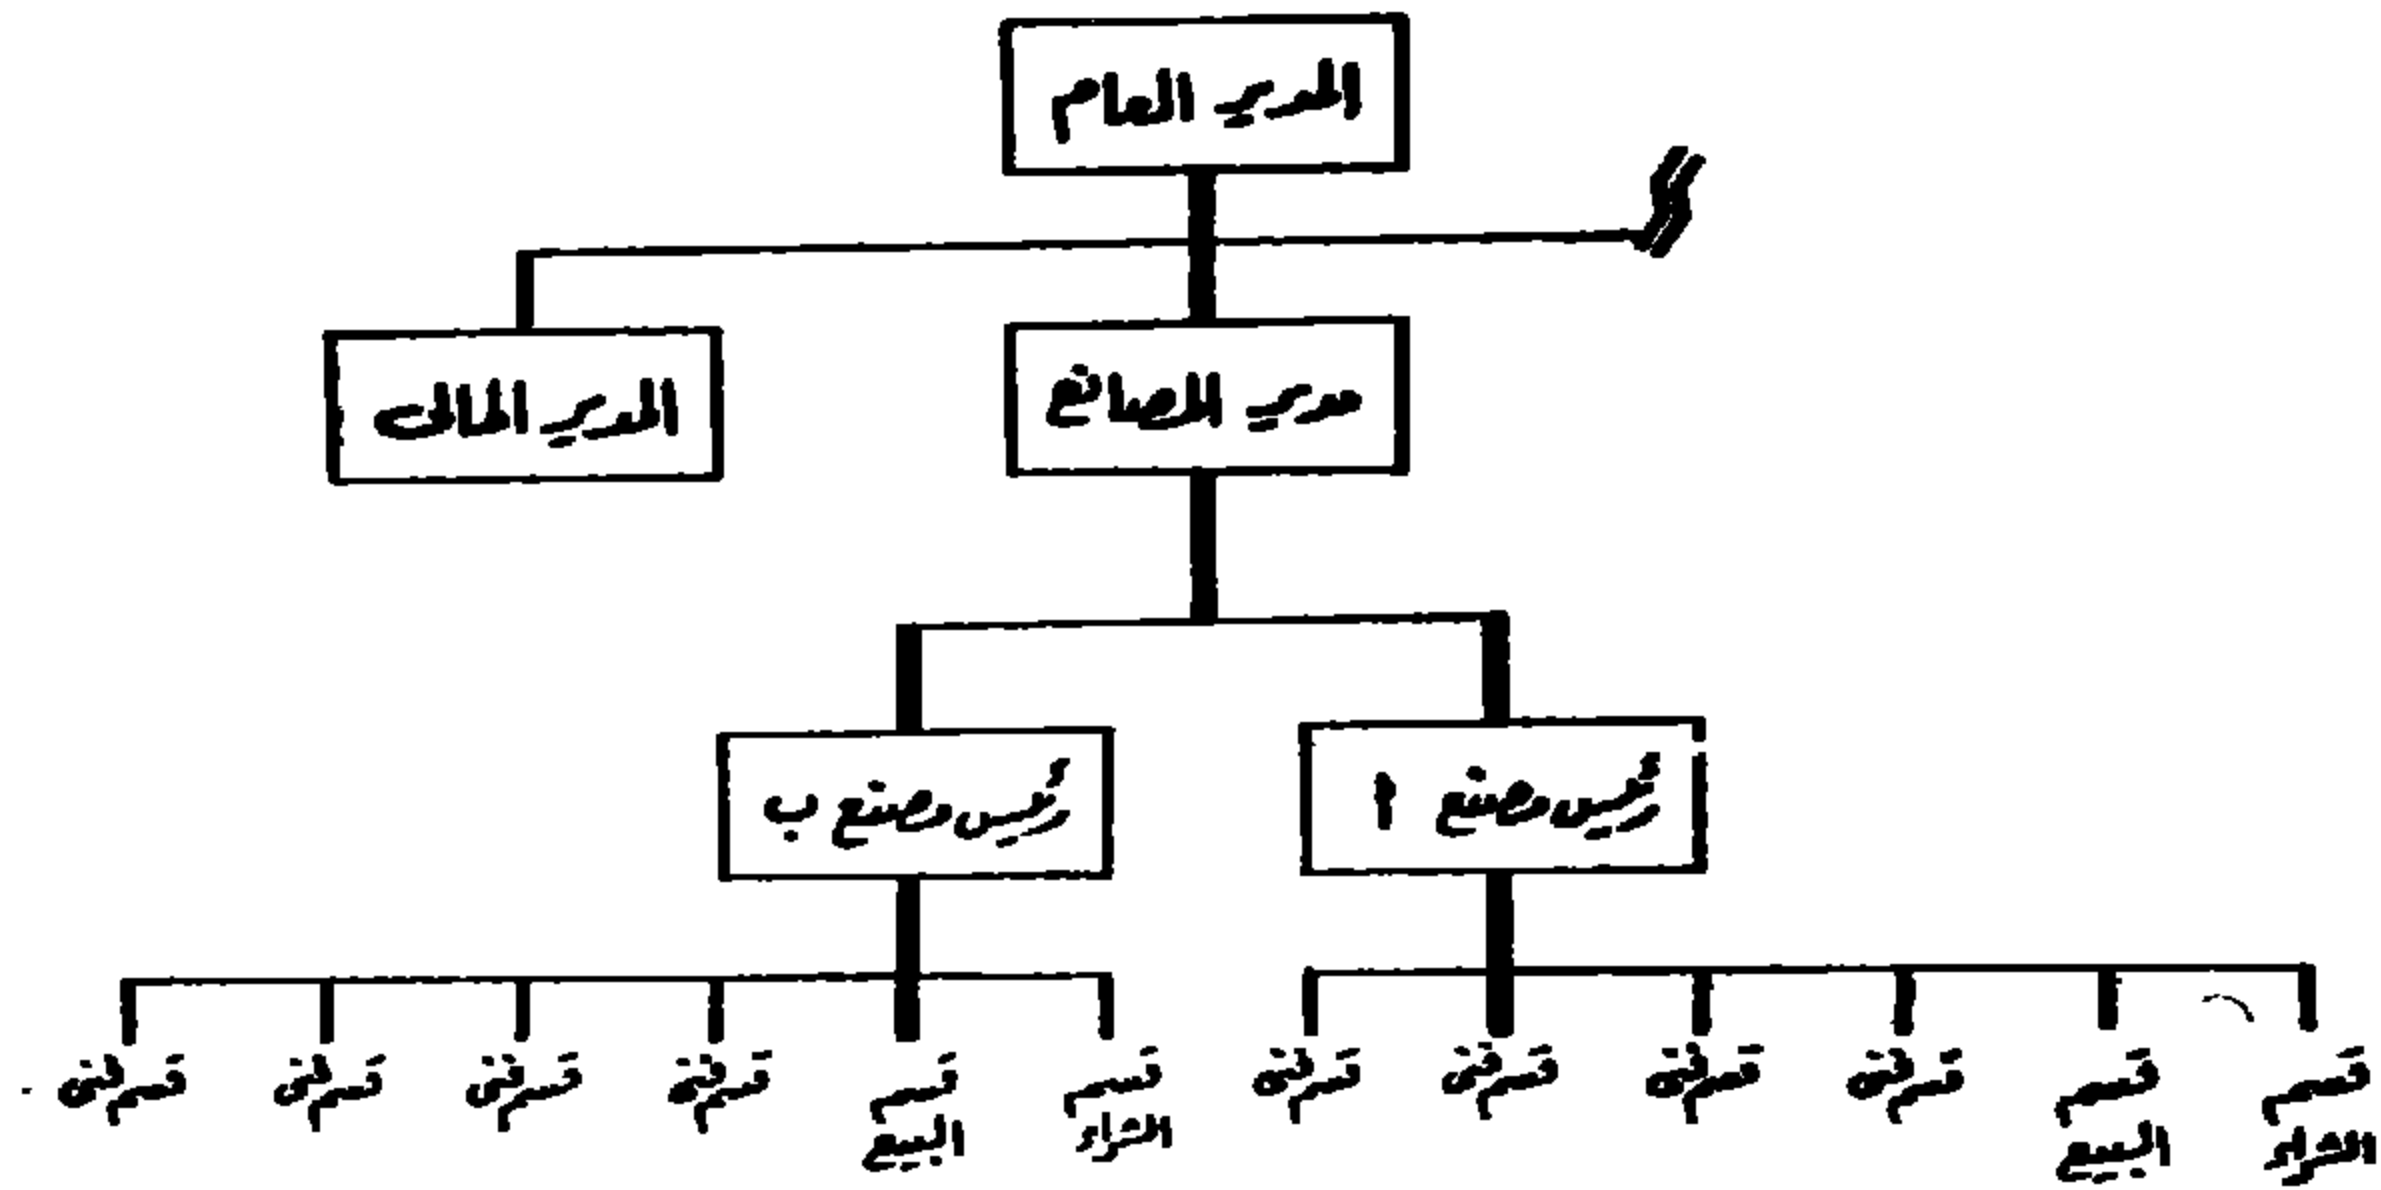 المدير العام
مدير المصانع
المدير المالى
رئيس مصنع أ
رئيس مصنع ب
قسم
الشراء
قسم
البيع
قسم فنى
قسم فنى
قسم فنى
قسم فنى
قسم
الشراء
قسم
البيع
قسم فنى
قسم فنى
قسم فنى
قسم فنى